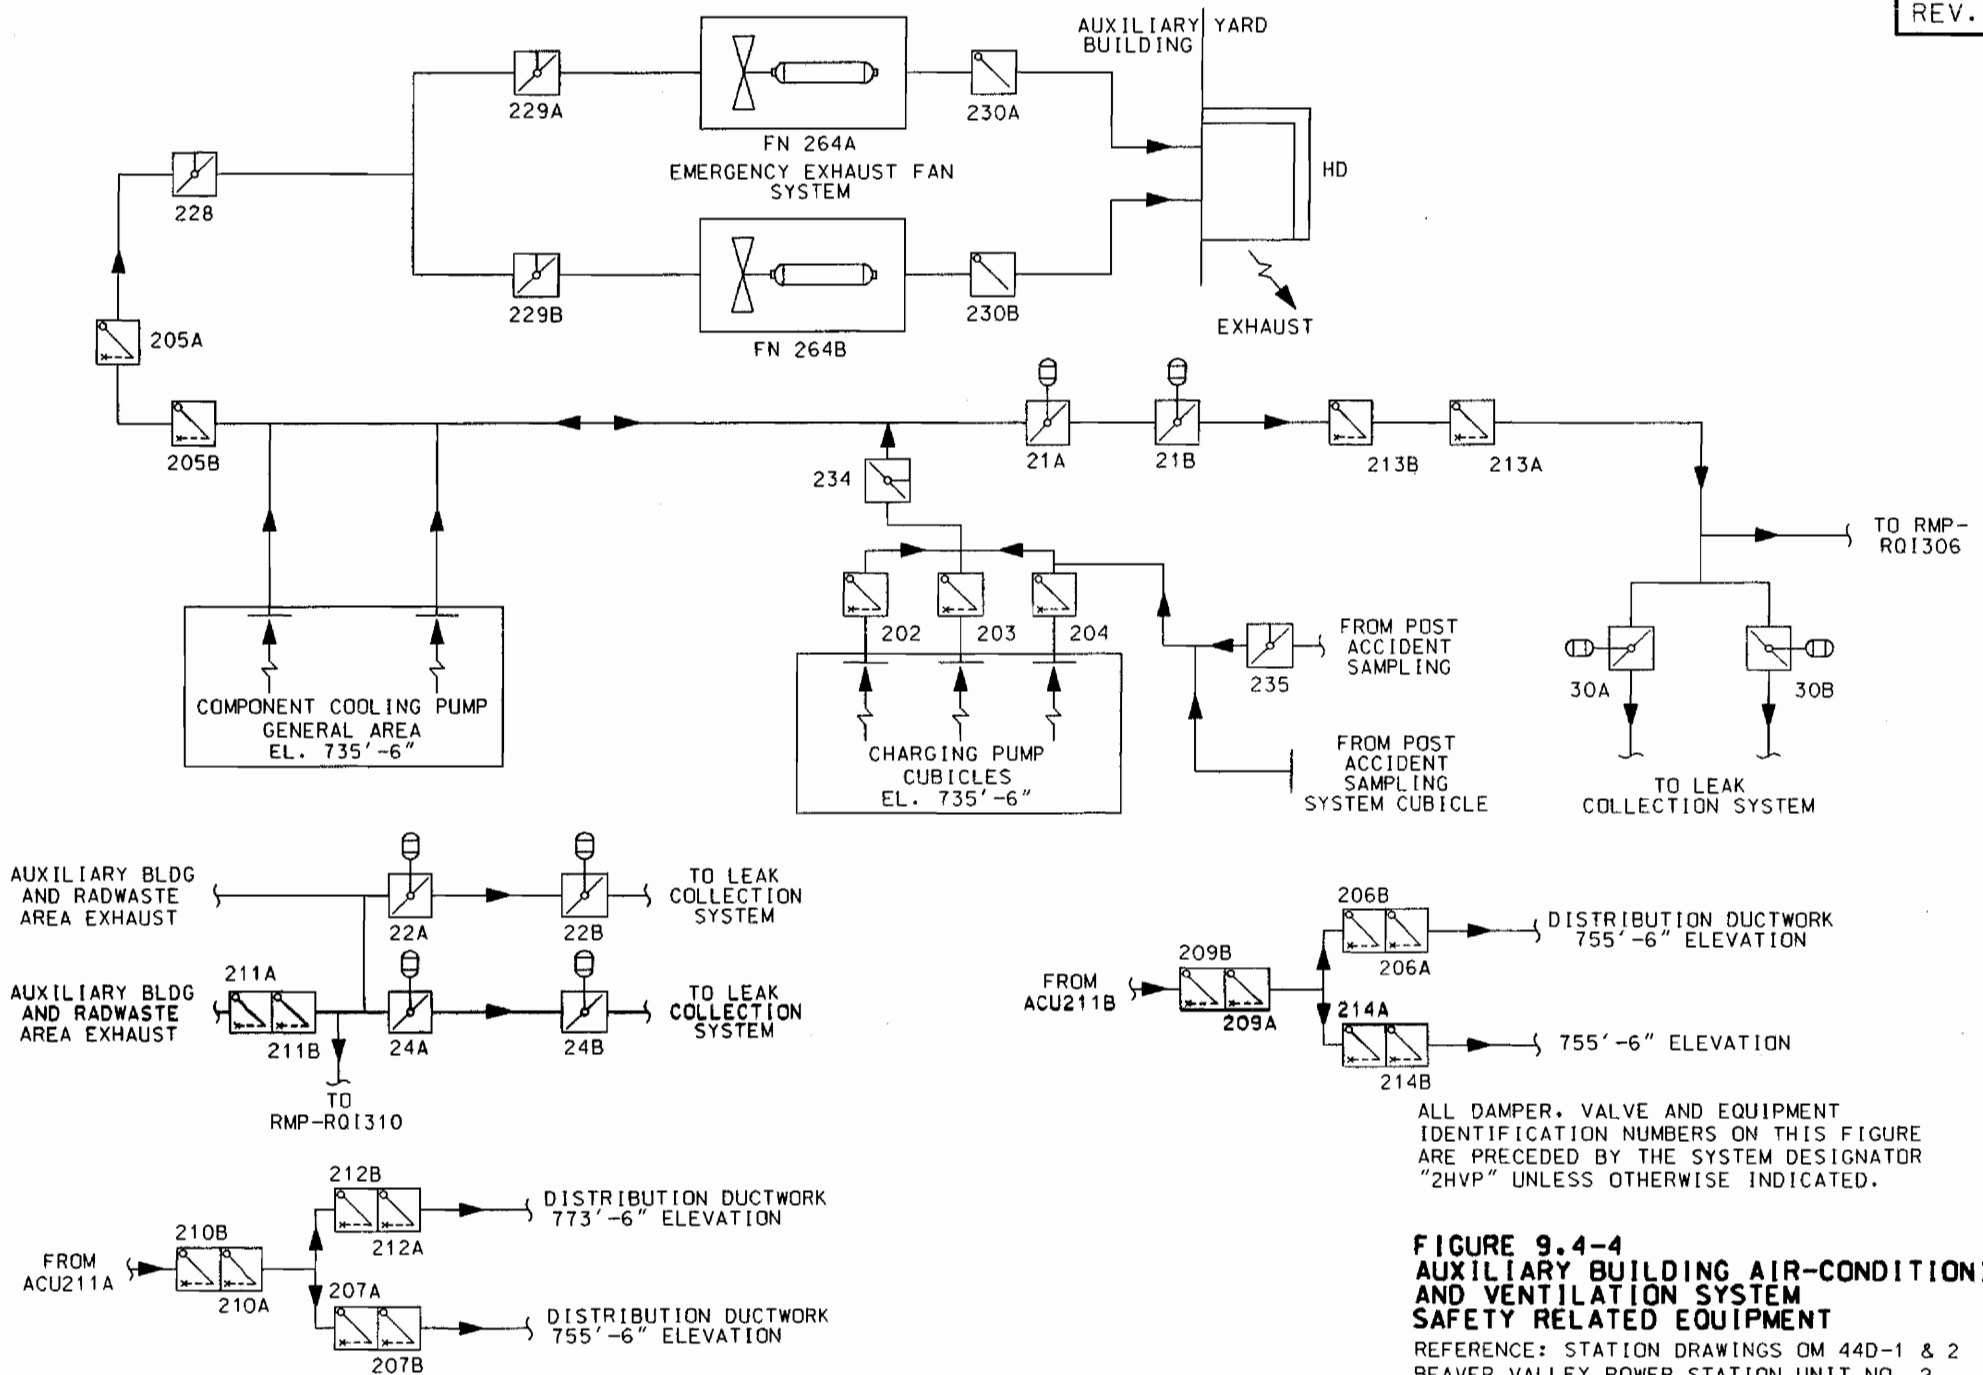 REV.
AUXILIARY YARD
BUILDING
229A
230A
FN 264A
EMERGENCY EXHAUST FAN
SYSTEM
HD
228
229B
230B
FN 264B
EXHAUST
205A
205B
21A
21B
213B
213A
234
TO RMP-
RQI306
202
203
204
235
FROM POST
ACCIDENT
SAMPLING
30A
30B
COMPONENT COOLING PUMP
GENERAL AREA
EL. 735'-6"
CHARGING PUMP
CUBICLES
EL. 735'-6"
FROM POST
ACCIDENT
SAMPLING
SYSTEM CUBICLE
TO LEAK
COLLECTION SYSTEM
AUXILIARY BLDG
AND RADWASTE
AREA EXHAUST
22A
22B
TO LEAK
COLLECTION
SYSTEM
AUXILIARY BLDG
AND RADWASTE
AREA EXHAUST
211A
211B
24A
24B
TO LEAK
COLLECTION
SYSTEM
TO
RMP-RQI310
FROM
ACU211B
209B
209A
206B
206A
DISTRIBUTION DUCTWORK
755'-6" ELEVATION
214A
214B
755'-6" ELEVATION
FROM
ACU211A
210B
210A
212B
212A
DISTRIBUTION DUCTWORK
773'-6" ELEVATION
207A
207B
DISTRIBUTION DUCTWORK
755'-6" ELEVATION
ALL DAMPER. VALVE AND EQUIPMENT
IDENTIFICATION NUMBERS ON THIS FIGURE
ARE PRECEDED BY THE SYSTEM DESIGNATOR
"2HVP" UNLESS OTHERWISE INDICATED.
FIGURE 9.4-4
AUXILIARY BUILDING AIR-CONDITION
AND VENTILATION SYSTEM
SAFETY RELATED EQUIPMENT
REFERENCE: STATION DRAWINGS OM 44D-1 & 2
BEAVER VALLEY POWER STATION UNIT NO. 2